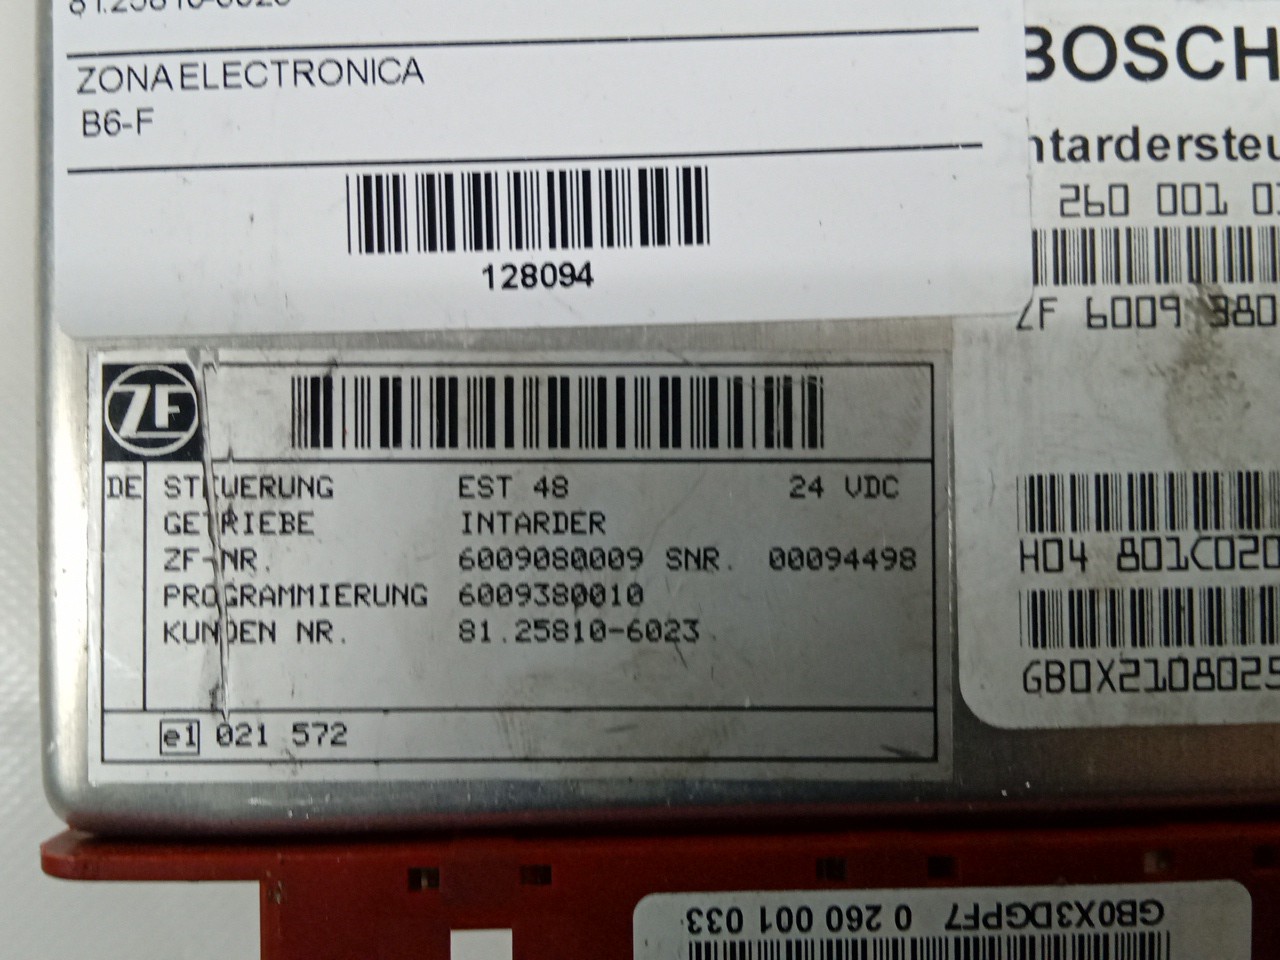 ZONA ELECTRONICA
B6-F
128094
BOSCH
ntardersteu
260 001 0
ZF 6009 380
H04 801C020
GB0X2108025
ZF
DE STEUERUNG EST 48 24 VDC
GETRIEBE INTARDER
ZF-NR. 6009080009 SNR. 00094498
PROGRAMMIERUNG 6009380010
KUNDEN NR. 81.25810-6023
e1 021 572
GB0X3DGPF7 0 260 001 033